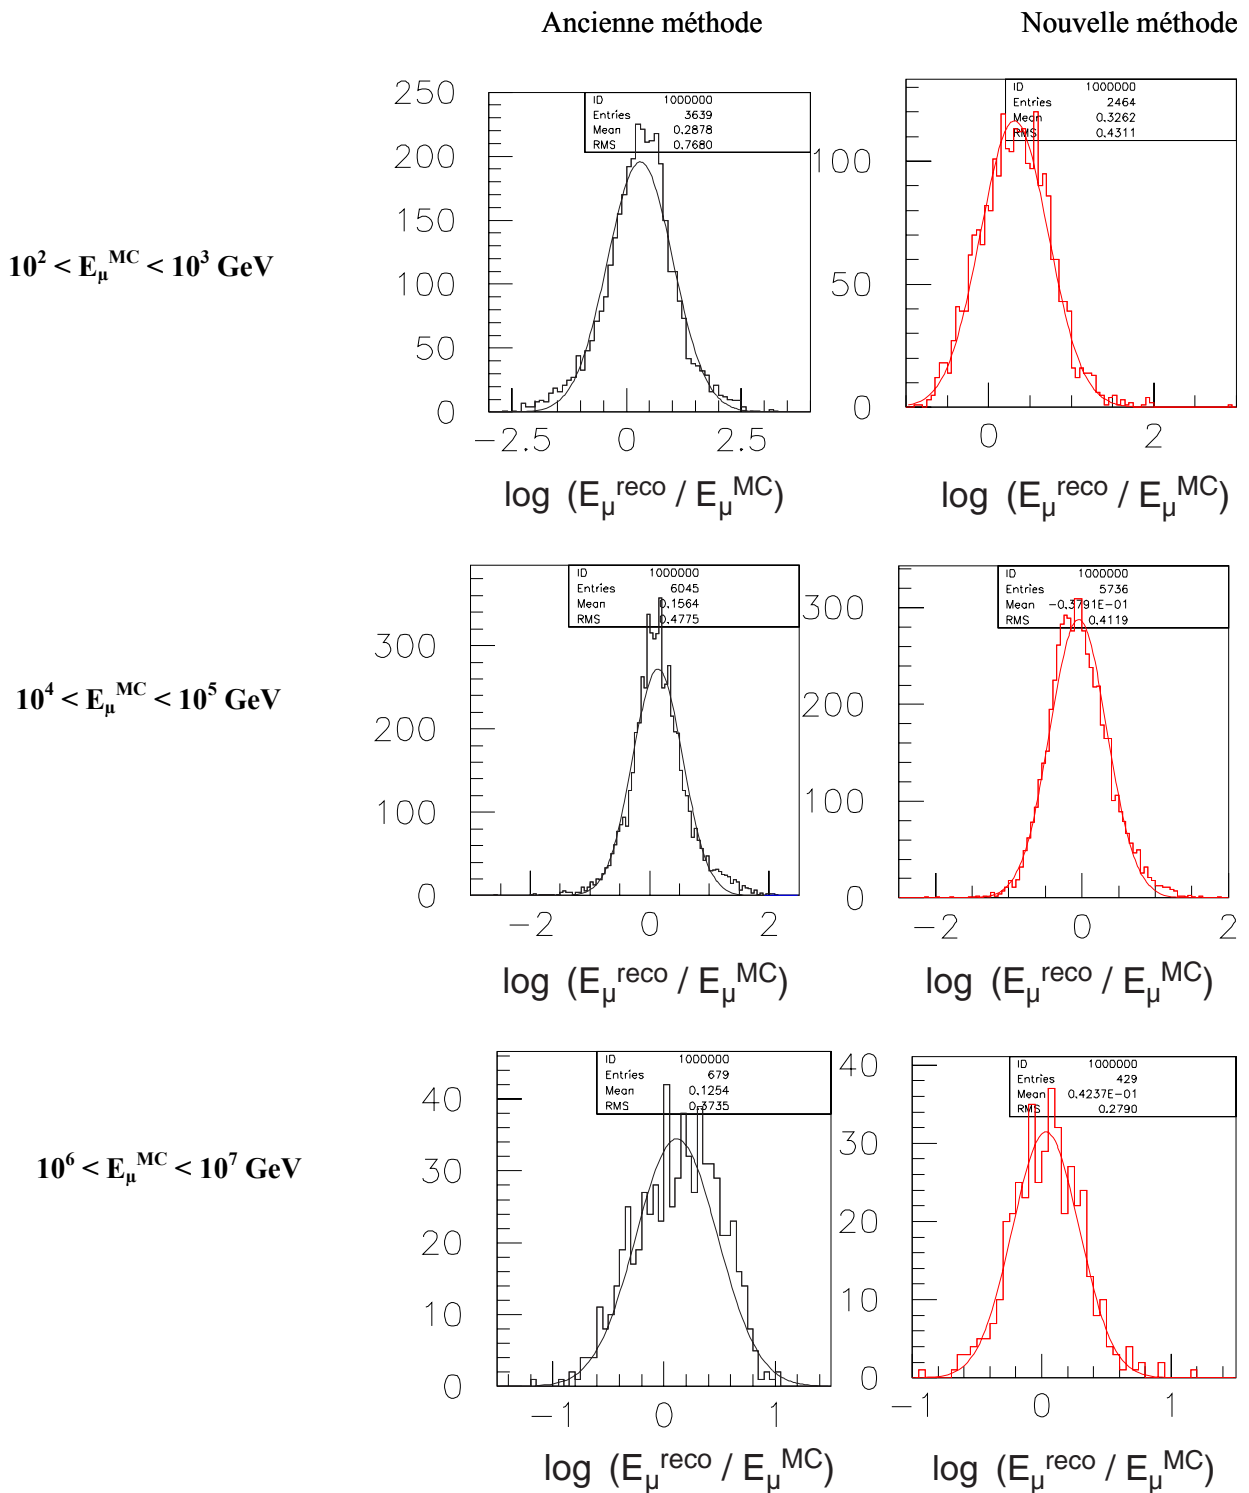 Ancienne méthode
Nouvelle méthode
10² < Eμ^MC < 10³ GeV
ID 1000000
Entries 3639
Mean 0.2878
RMS 0.7680
250
200
150
100
50
0
−2.5 0 2.5
log (Eμ^reco / Eμ^MC)
ID 1000000
Entries 2464
Mean 0.3262
RMS 0.4311
100
50
0
0 2
log (Eμ^reco / Eμ^MC)
10⁴ < Eμ^MC < 10⁵ GeV
ID 1000000
Entries 6045
Mean 0.1564
RMS 0.4775
300
200
100
0
−2 0 2
log (Eμ^reco / Eμ^MC)
ID 1000000
Entries 5736
Mean −0.3791E−01
RMS 0.4119
300
200
100
0
−2 0 2
log (Eμ^reco / Eμ^MC)
10⁶ < Eμ^MC < 10⁷ GeV
ID 1000000
Entries 679
Mean 0.1254
RMS 0.3735
40
30
20
10
0
−1 0 1
log (Eμ^reco / Eμ^MC)
ID 1000000
Entries 429
Mean 0.4237E−01
RMS 0.2790
40
30
20
10
0
−1 0 1
log (Eμ^reco / Eμ^MC)